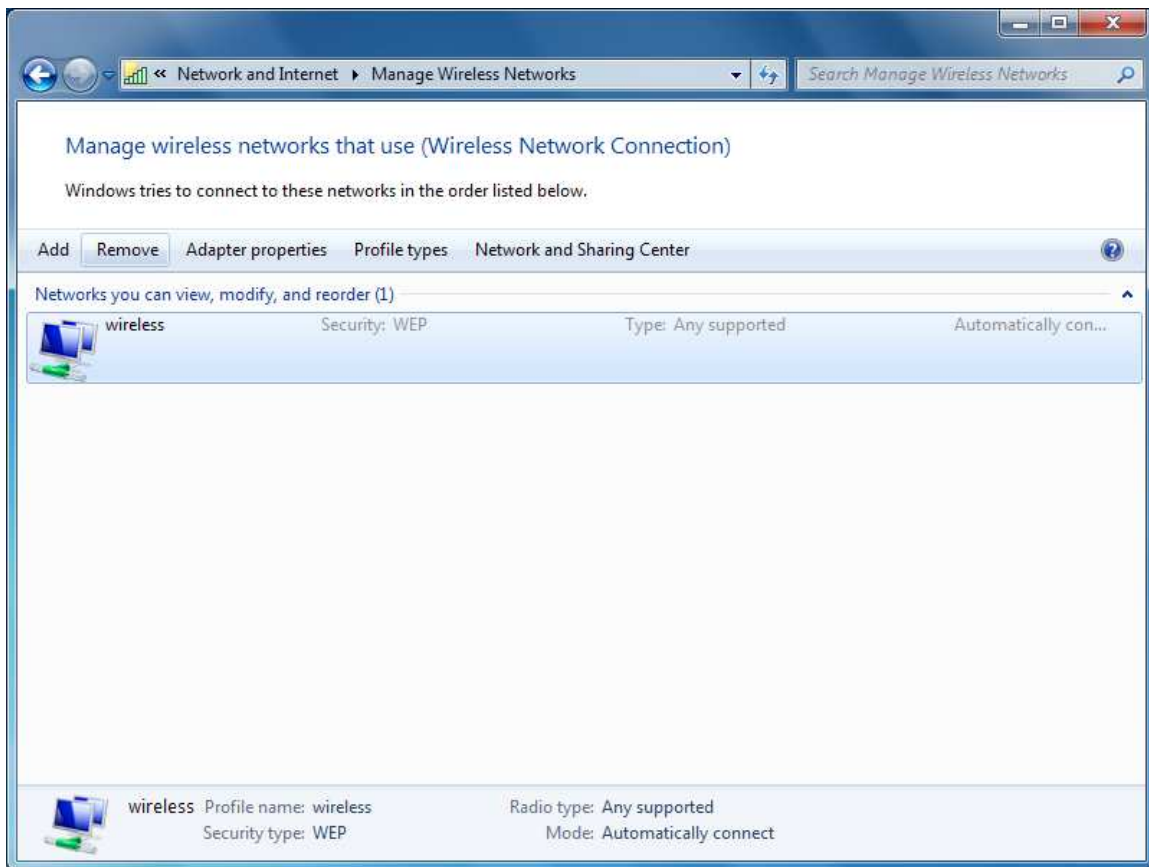 « Network and Internet ▸ Manage Wireless Networks Search Manage Wireless Networks
Manage wireless networks that use (Wireless Network Connection)
Windows tries to connect to these networks in the order listed below.
Add Remove Adapter properties Profile types Network and Sharing Center
Networks you can view, modify, and reorder (1)
wireless Security: WEP Type: Any supported Automatically con...
wireless Profile name: wireless Radio type: Any supported
Security type: WEP Mode: Automatically connect